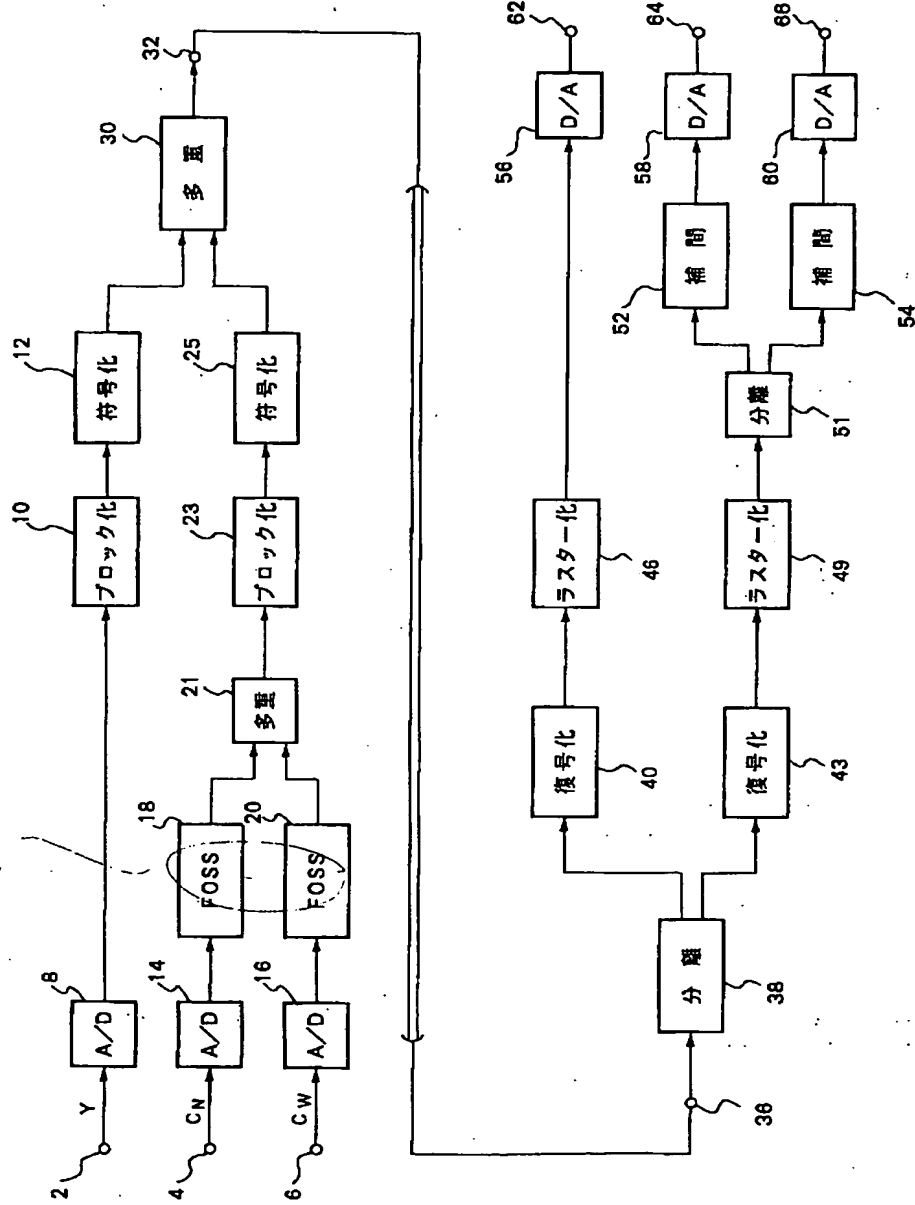 2
Y
8
A/D
10
ブロック化
12
符号化
30
多重
32
4
CN
14
A/D
18
FOSS
21
多重
23
ブロック化
25
符号化
6
CW
16
A/D
20
FOSS
36
38
分離
40
復号化
46
ラスター化
56
D/A
62
43
復号化
49
ラスター化
51
分離
52
補間
58
D/A
64
54
補間
60
D/A
66